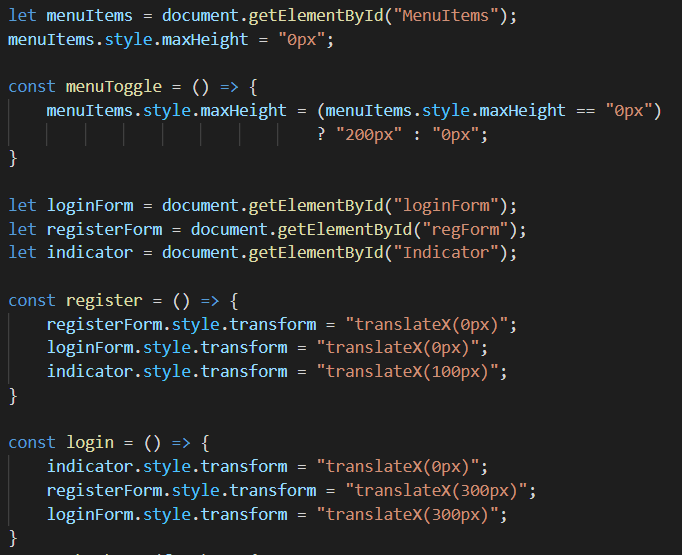 let menuItems = document.getElementById("MenuItems");
menuItems.style.maxHeight = "0px";
const menuToggle = () => {
menuItems.style.maxHeight = (menuItems.style.maxHeight == "0px")
? "200px" : "0px";
}
let loginForm = document.getElementById("loginForm");
let registerForm = document.getElementById("regForm");
let indicator = document.getElementById("Indicator");
const register = () => {
registerForm.style.transform = "translateX(0px)";
loginForm.style.transform = "translateX(0px)";
indicator.style.transform = "translateX(100px)";
}
const login = () => {
indicator.style.transform = "translateX(0px)";
registerForm.style.transform = "translateX(300px)";
loginForm.style.transform = "translateX(300px)";
}